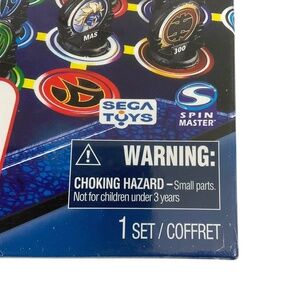 MAS
300
SEGA
TOYS
SPIN
MASTER
WARNING:
CHOKING HAZARD – Small parts.
Not for children under 3 years
1 SET / COFFRET